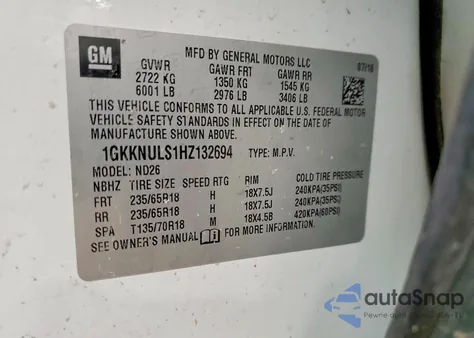 GM
MFD BY GENERAL MOTORS LLC
07/16
GVWR GAWR FRT GAWR RR
2722 KG 1350 KG 1545 KG
6001 LB 2976 LB 3406 LB
THIS VEHICLE CONFORMS TO ALL APPLICABLE U.S. FEDERAL MOTOR
VEHICLE SAFETY STANDARDS IN EFFECT ON THE DATE OF
MANUFACTURE SHOWN ABOVE.
1GKKNULS1HZ132694 TYPE: M.P.V.
MODEL: ND26
NBHZ TIRE SIZE SPEED RTG RIM COLD TIRE PRESSURE
FRT 235/65R18 H 18X7.5J 240KPA(35PSI)
RR 235/65R18 H 18X7.5J 240KPA(35PSI)
SPA T135/70R18 M 18X4.5B 420KPA(60PSI)
SEE OWNER'S MANUAL FOR MORE INFORMATION.
autoSnap
Pewne auta